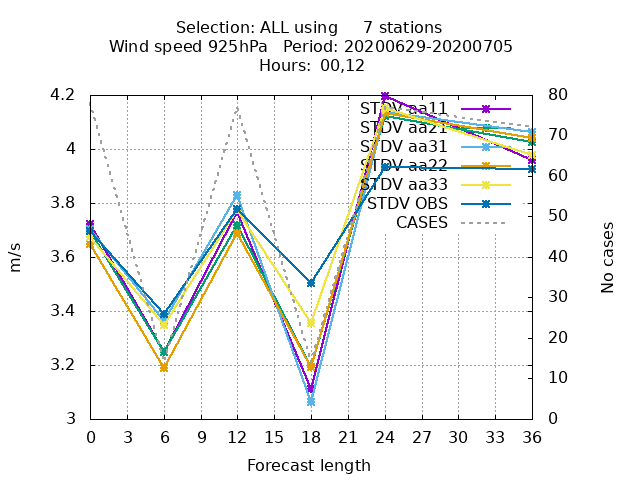 Selection: ALL using 7 stations
Wind speed 925hPa Period: 20200629-20200705
Hours: 00,12
4.2
4
3.8
3.6
3.4
3.2
3
m/s
80
70
60
50
40
30
20
10
0
No cases
STDV aa11
STDV aa21
STDV aa31
STDV aa22
STDV aa33
STDV OBS
CASES
0 3 6 9 12 15 18 21 24 27 30 33 36
Forecast length